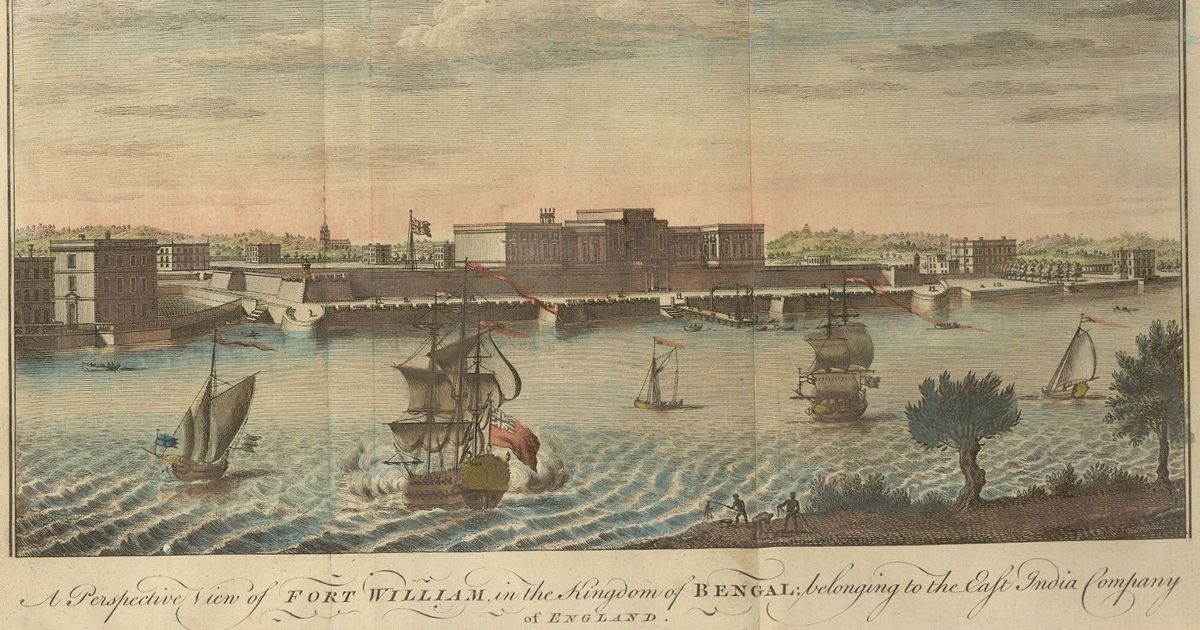 A Perspective View of FORT WILLIAM, in the Kingdom of BENGAL; belonging to the Eaſt India Company
of ENGLAND.